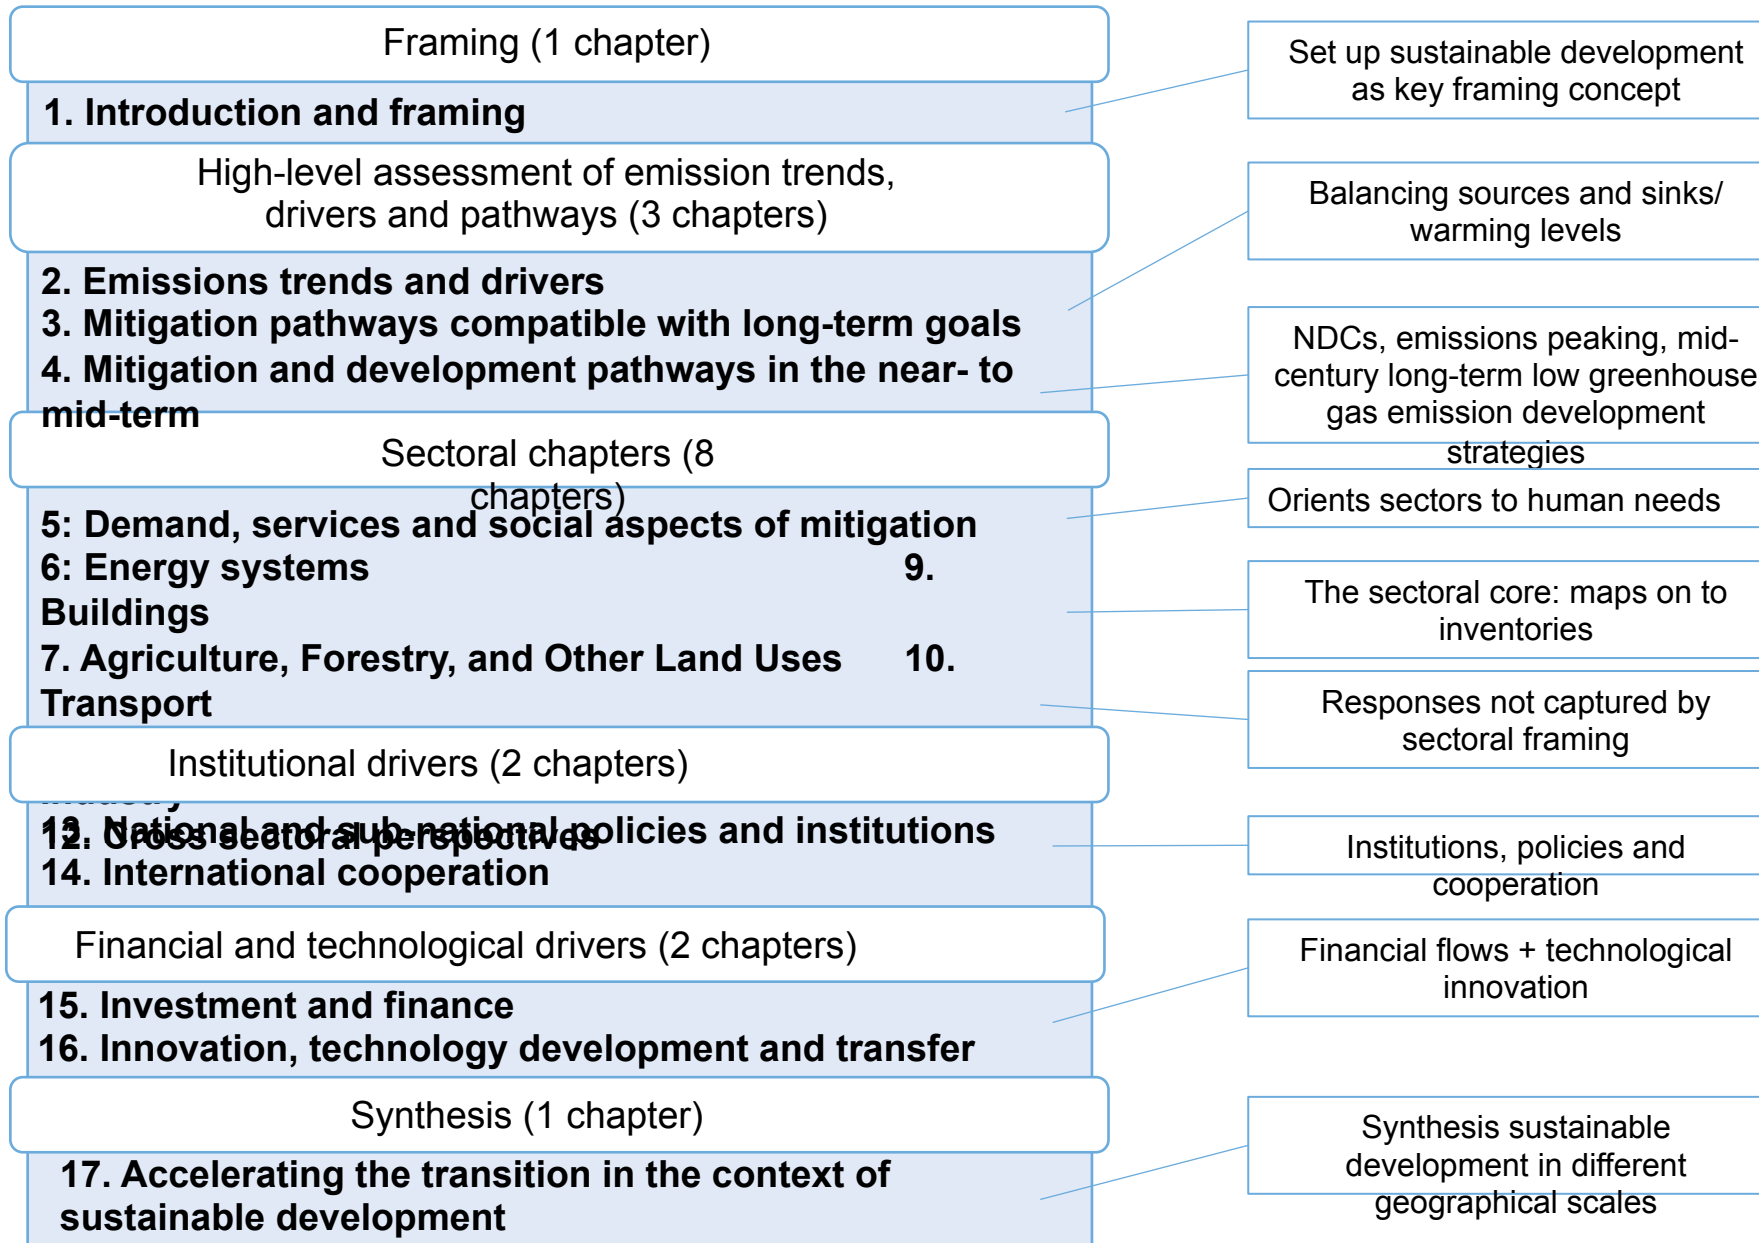 Framing (1 chapter)
1. Introduction and framing
Set up sustainable development
as key framing concept
High-level assessment of emission trends,
drivers and pathways (3 chapters)
Balancing sources and sinks/
warming levels
2. Emissions trends and drivers
3. Mitigation pathways compatible with long-term goals
4. Mitigation and development pathways in the near- to
mid-term
NDCs, emissions peaking, mid-
century long-term low greenhouse
gas emission development
strategies
Sectoral chapters (8
chapters)
5: Demand, services and social aspects of mitigation
Orients sectors to human needs
6: Energy systems 9.
Buildings
7. Agriculture, Forestry, and Other Land Uses 10.
Transport
The sectoral core: maps on to
inventories
Responses not captured by
sectoral framing
Institutional drivers (2 chapters)
12. Cross sectoral perspectives
13. National and sub-national policies and institutions
14. International cooperation
Institutions, policies and
cooperation
Financial and technological drivers (2 chapters)
15. Investment and finance
16. Innovation, technology development and transfer
Financial flows + technological
innovation
Synthesis (1 chapter)
17. Accelerating the transition in the context of
sustainable development
Synthesis sustainable
development in different
geographical scales